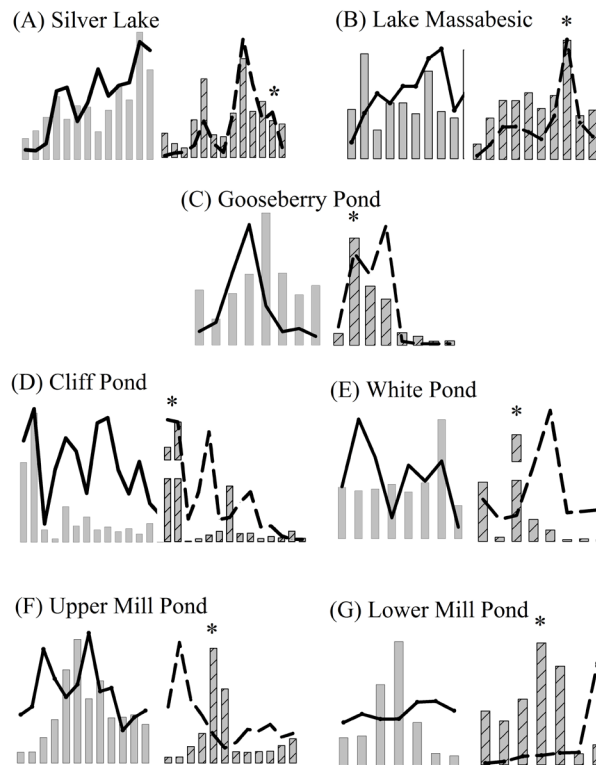 (A) Silver Lake
(B) Lake Massabesic
*
*
(C) Gooseberry Pond
*
(D) Cliff Pond
(E) White Pond
*
*
(F) Upper Mill Pond
(G) Lower Mill Pond
*
*